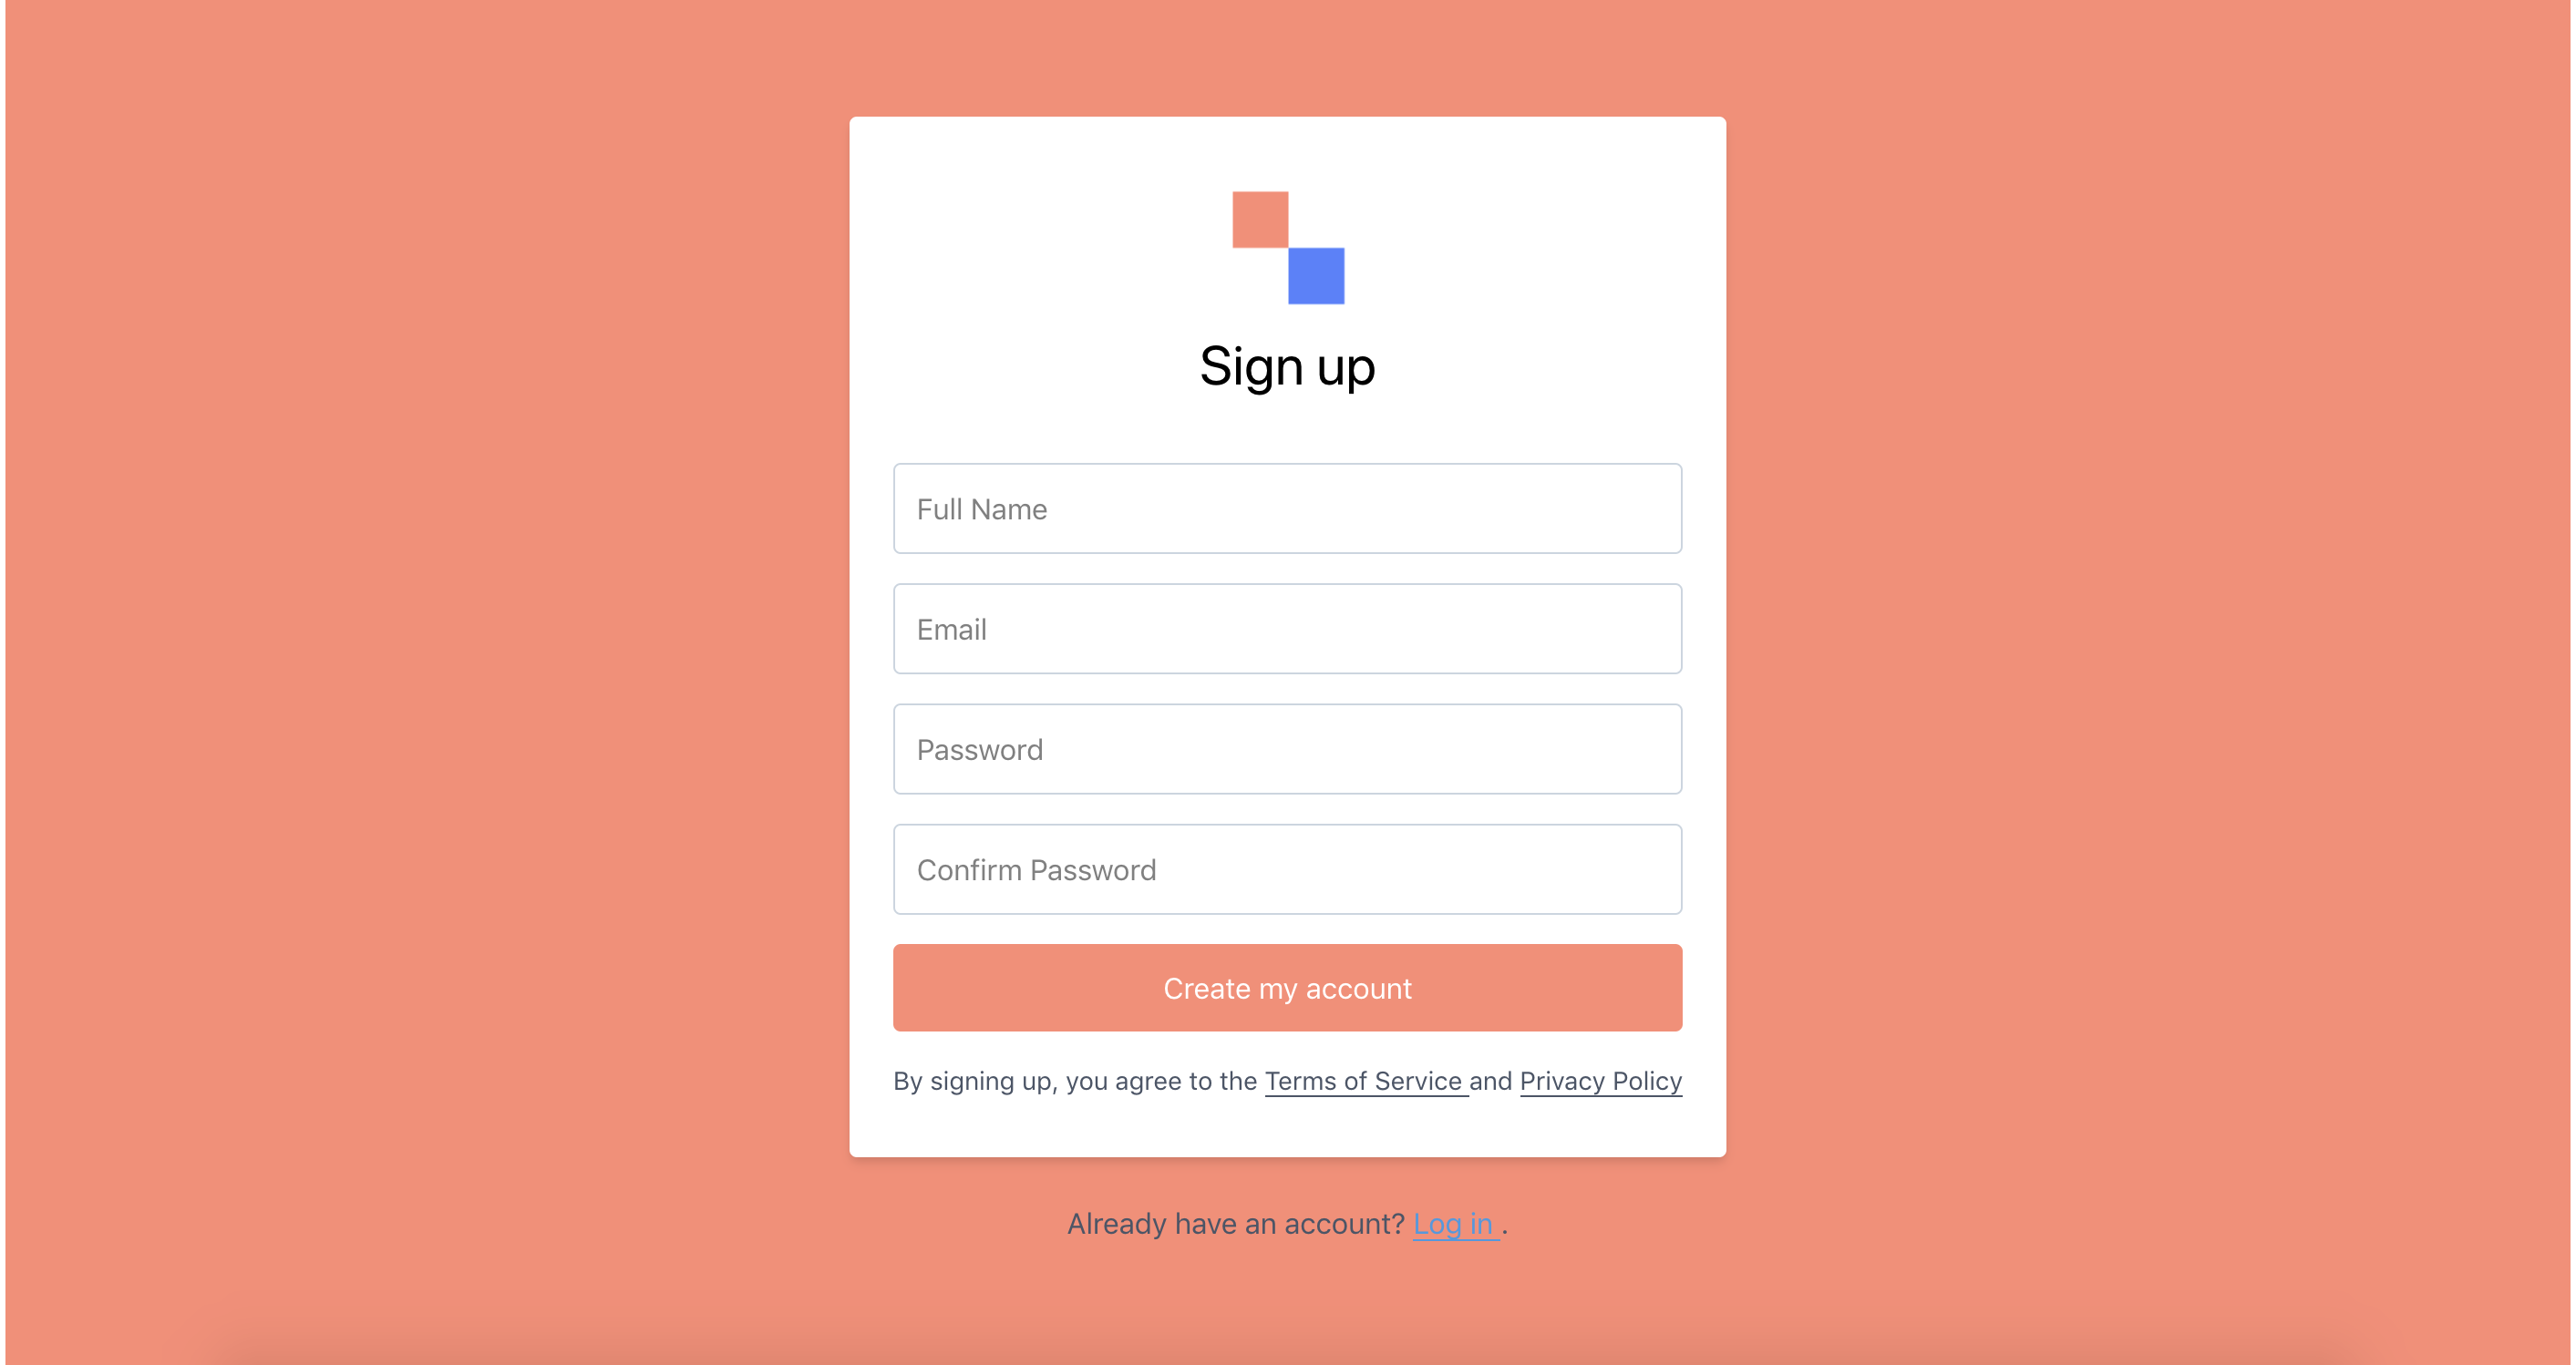 Sign up
Full Name
Email
Password
Confirm Password
Create my account
By signing up, you agree to the Terms of Service and Privacy Policy
Already have an account? Log in .